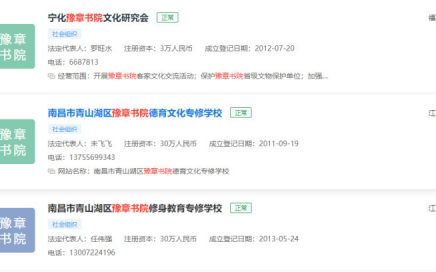 豫章书院
宁化豫章书院文化研究会 正常
福
社会组织
法定代表人：罗旺水 注册资本：3万人民币 成立登记日期：2012-07-20
电话：6687813
经营范围：开展豫章书院客家文化交流活动；保护豫章书院省级文物保护单位；加强...
豫章书院
南昌市青山湖区豫章书院德育文化专修学校 正常
江
社会组织
法定代表人：未飞飞 注册资本：30万人民币 成立登记日期：2011-09-19
电话：13755699343
网站名称：南昌市青山湖区豫章书院德育文化专修学校
豫章书院
南昌市青山湖区豫章书院修身教育专修学校 正常
江
社会组织
法定代表人：任伟强 注册资本：30万人民币 成立登记日期：2013-05-24
电话：13007224196